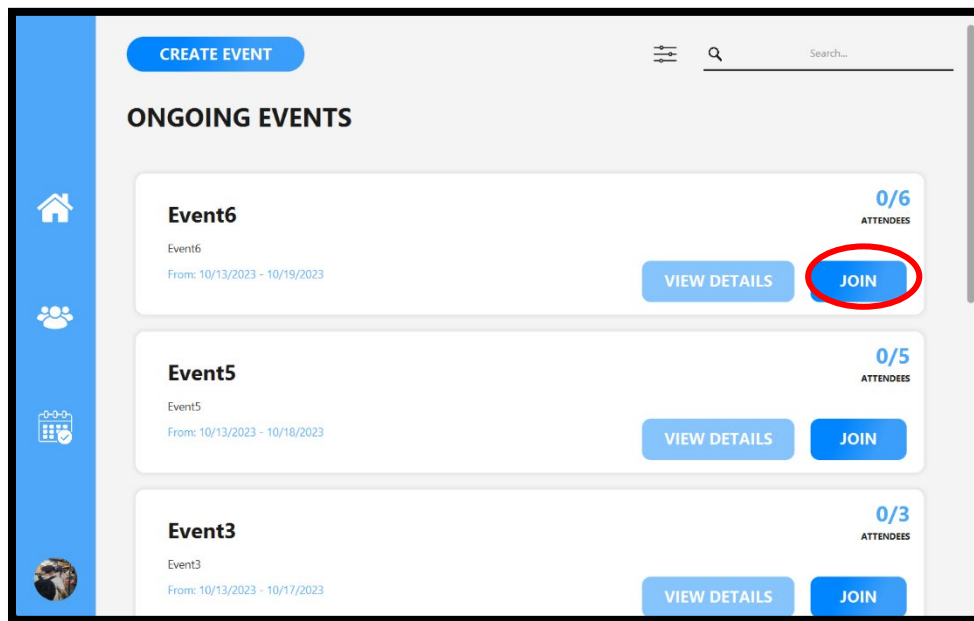 CREATE EVENT
Search...
ONGOING EVENTS
Event6
0/6
ATTENDEES
Event6
From: 10/13/2023 - 10/19/2023
VIEW DETAILS
JOIN
Event5
0/5
ATTENDEES
Event5
From: 10/13/2023 - 10/18/2023
VIEW DETAILS
JOIN
Event3
0/3
ATTENDEES
Event3
From: 10/13/2023 - 10/17/2023
VIEW DETAILS
JOIN